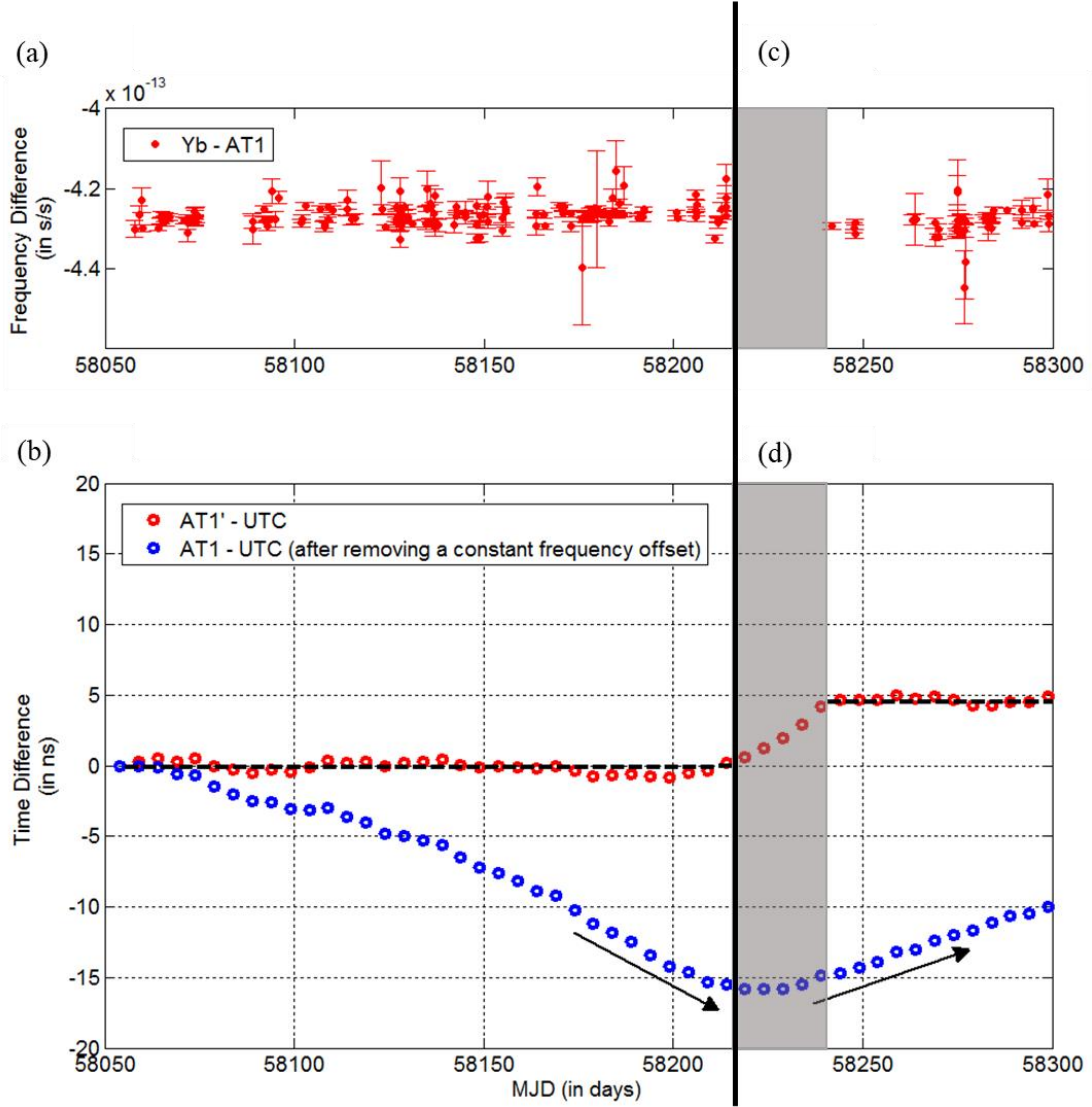 (a)
(c)
x 10-13
-4
-4.2
-4.4
Frequency Difference
(in s/s)
Yb - AT1
58050 58100 58150 58200 58250 58300
(b)
(d)
20
15
10
5
0
-5
-10
-15
-20
Time Difference
(in ns)
AT1' - UTC
AT1 - UTC (after removing a constant frequency offset)
58050 58100 58150 58200 58250 58300
MJD (in days)